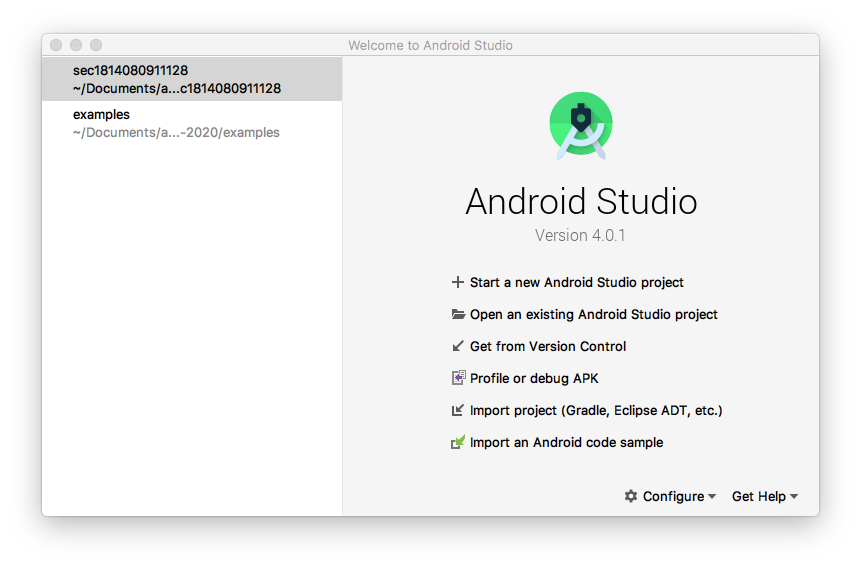 Welcome to Android Studio
sec1814080911128
~/Documents/a...c1814080911128
examples
~/Documents/a...-2020/examples
Android Studio
Version 4.0.1
Start a new Android Studio project
Open an existing Android Studio project
Get from Version Control
Profile or debug APK
Import project (Gradle, Eclipse ADT, etc.)
Import an Android code sample
Configure
Get Help